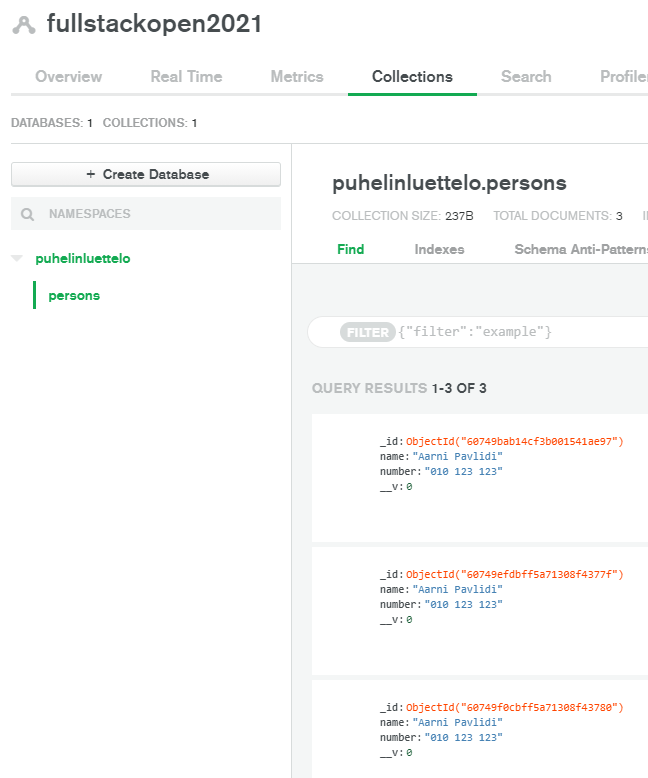 fullstackopen2021
Overview Real Time Metrics Collections Search Profiler
DATABASES: 1 COLLECTIONS: 1
+ Create Database
NAMESPACES
puhelinluettelo
persons
puhelinluettelo.persons
COLLECTION SIZE: 237B TOTAL DOCUMENTS: 3
Find Indexes Schema Anti-Patterns
FILTER {"filter":"example"}
QUERY RESULTS 1-3 OF 3
_id: ObjectId("60749bab14cf3b001541ae97")
name: "Aarni Pavlidi"
number: "010 123 123"
__v: 0
_id: ObjectId("60749efdbff5a71308f4377f")
name: "Aarni Pavlidi"
number: "010 123 123"
__v: 0
_id: ObjectId("60749f0cbff5a71308f43780")
name: "Aarni Pavlidi"
number: "010 123 123"
__v: 0